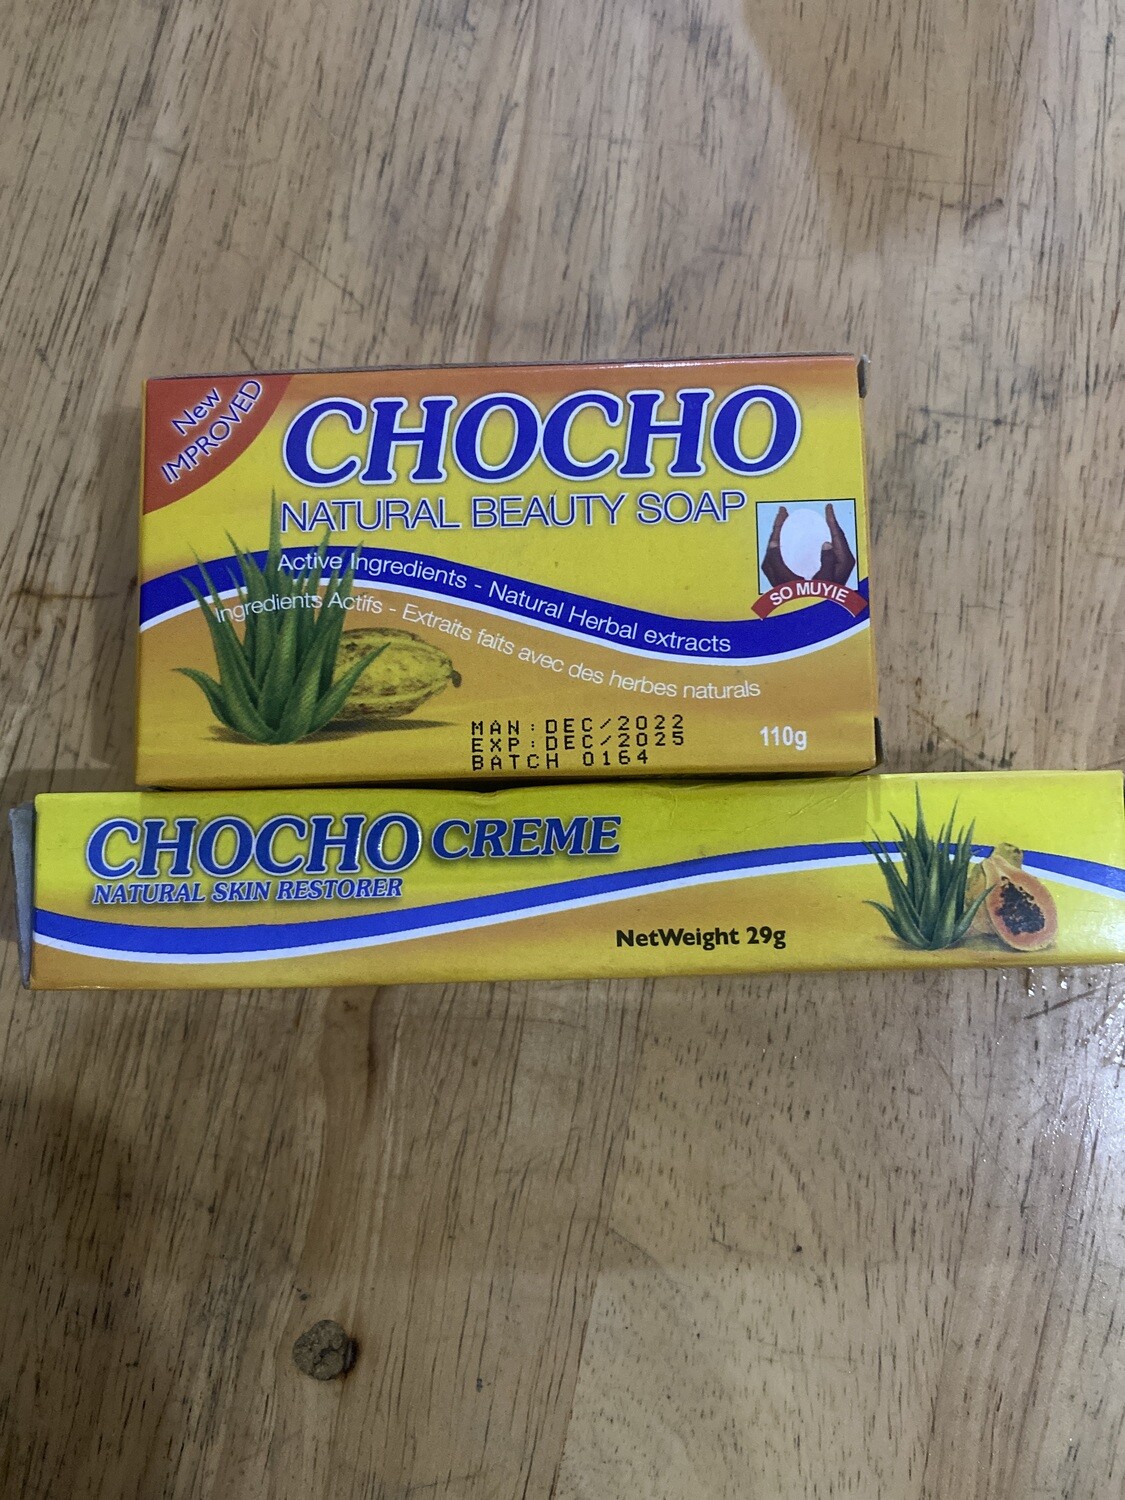 New
IMPROVED
CHOCHO
NATURAL BEAUTY SOAP
Active Ingredients - Natural Herbal extracts
Ingredients Actifs - Extraits faits avec des herbes naturals
SO MUYIE
MAN : DEC/2022
EXP : DEC/2025
BATCH 0164
110g
CHOCHO CREME
NATURAL SKIN RESTORER
NetWeight 29g